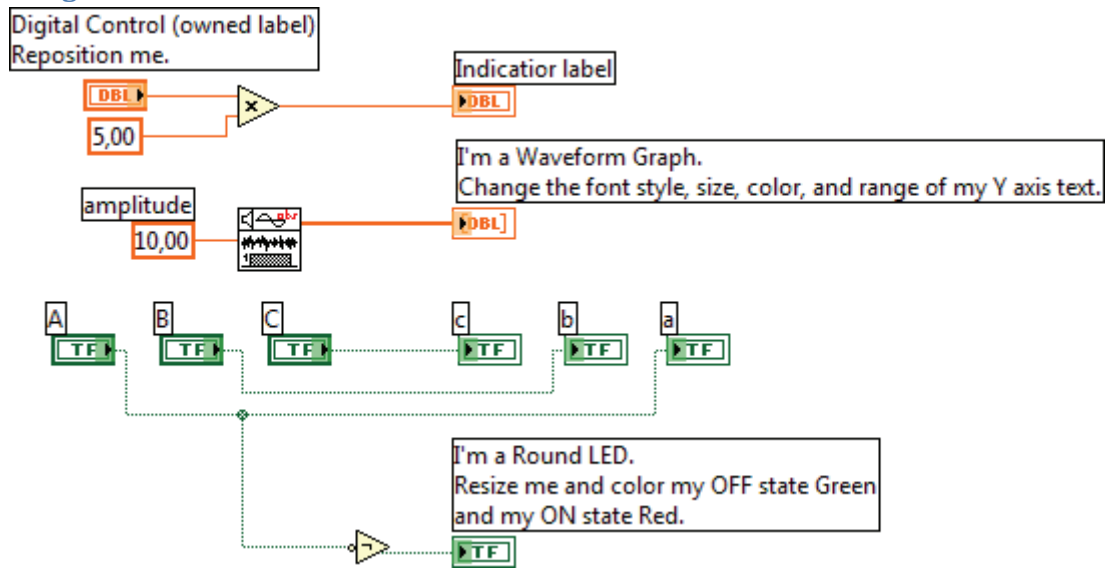 Digital Control (owned label)
Reposition me.
DBL
5,00
Indicatior label
DBL
I'm a Waveform Graph.
Change the font style, size, color, and range of my Y axis text.
amplitude
10,00
[DBL]
A B C c b a
TF TF TF TF TF TF
I'm a Round LED.
Resize me and color my OFF state Green
and my ON state Red.
TF